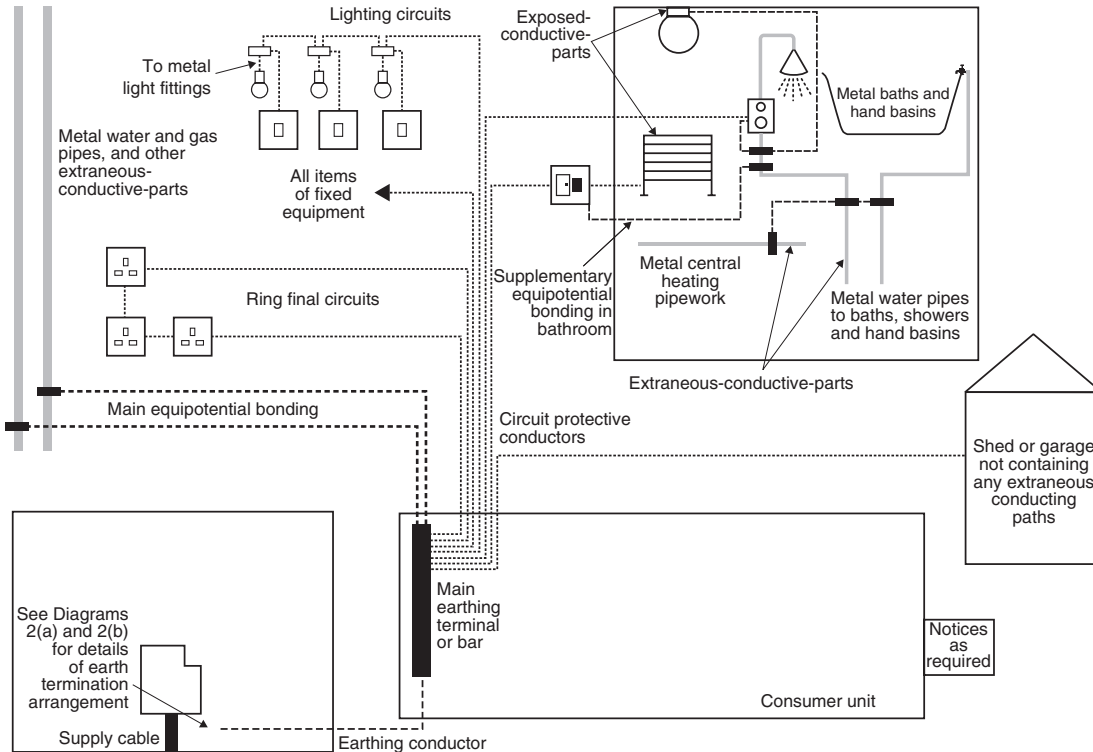 Lighting circuits
To metal
light fittings
Metal water and gas
pipes, and other
extraneous-
conductive-parts
All items
of fixed
equipment
Ring final circuits
Main equipotential bonding
Exposed-
conductive-
parts
Metal baths and
hand basins
Supplementary
equipotential
bonding in
bathroom
Metal central
heating
pipework
Metal water pipes
to baths, showers
and hand basins
Extraneous-conductive-parts
Circuit protective
conductors
Shed or garage
not containing
any extraneous
conducting
paths
See Diagrams
2(a) and 2(b)
for details
of earth
termination
arrangement
Supply cable
Earthing conductor
Main
earthing
terminal
or bar
Consumer unit
Notices
as
required